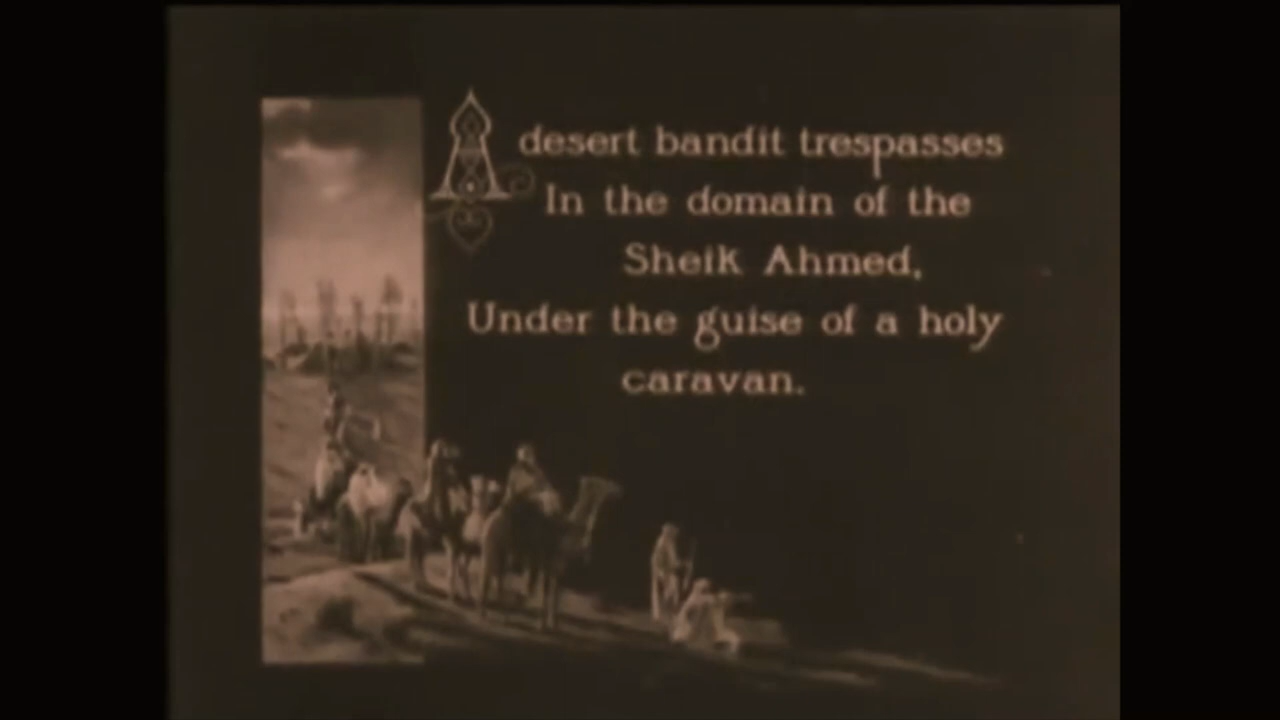 A desert bandit trespasses
In the domain of the
Sheik Ahmed,
Under the guise of a holy
caravan.